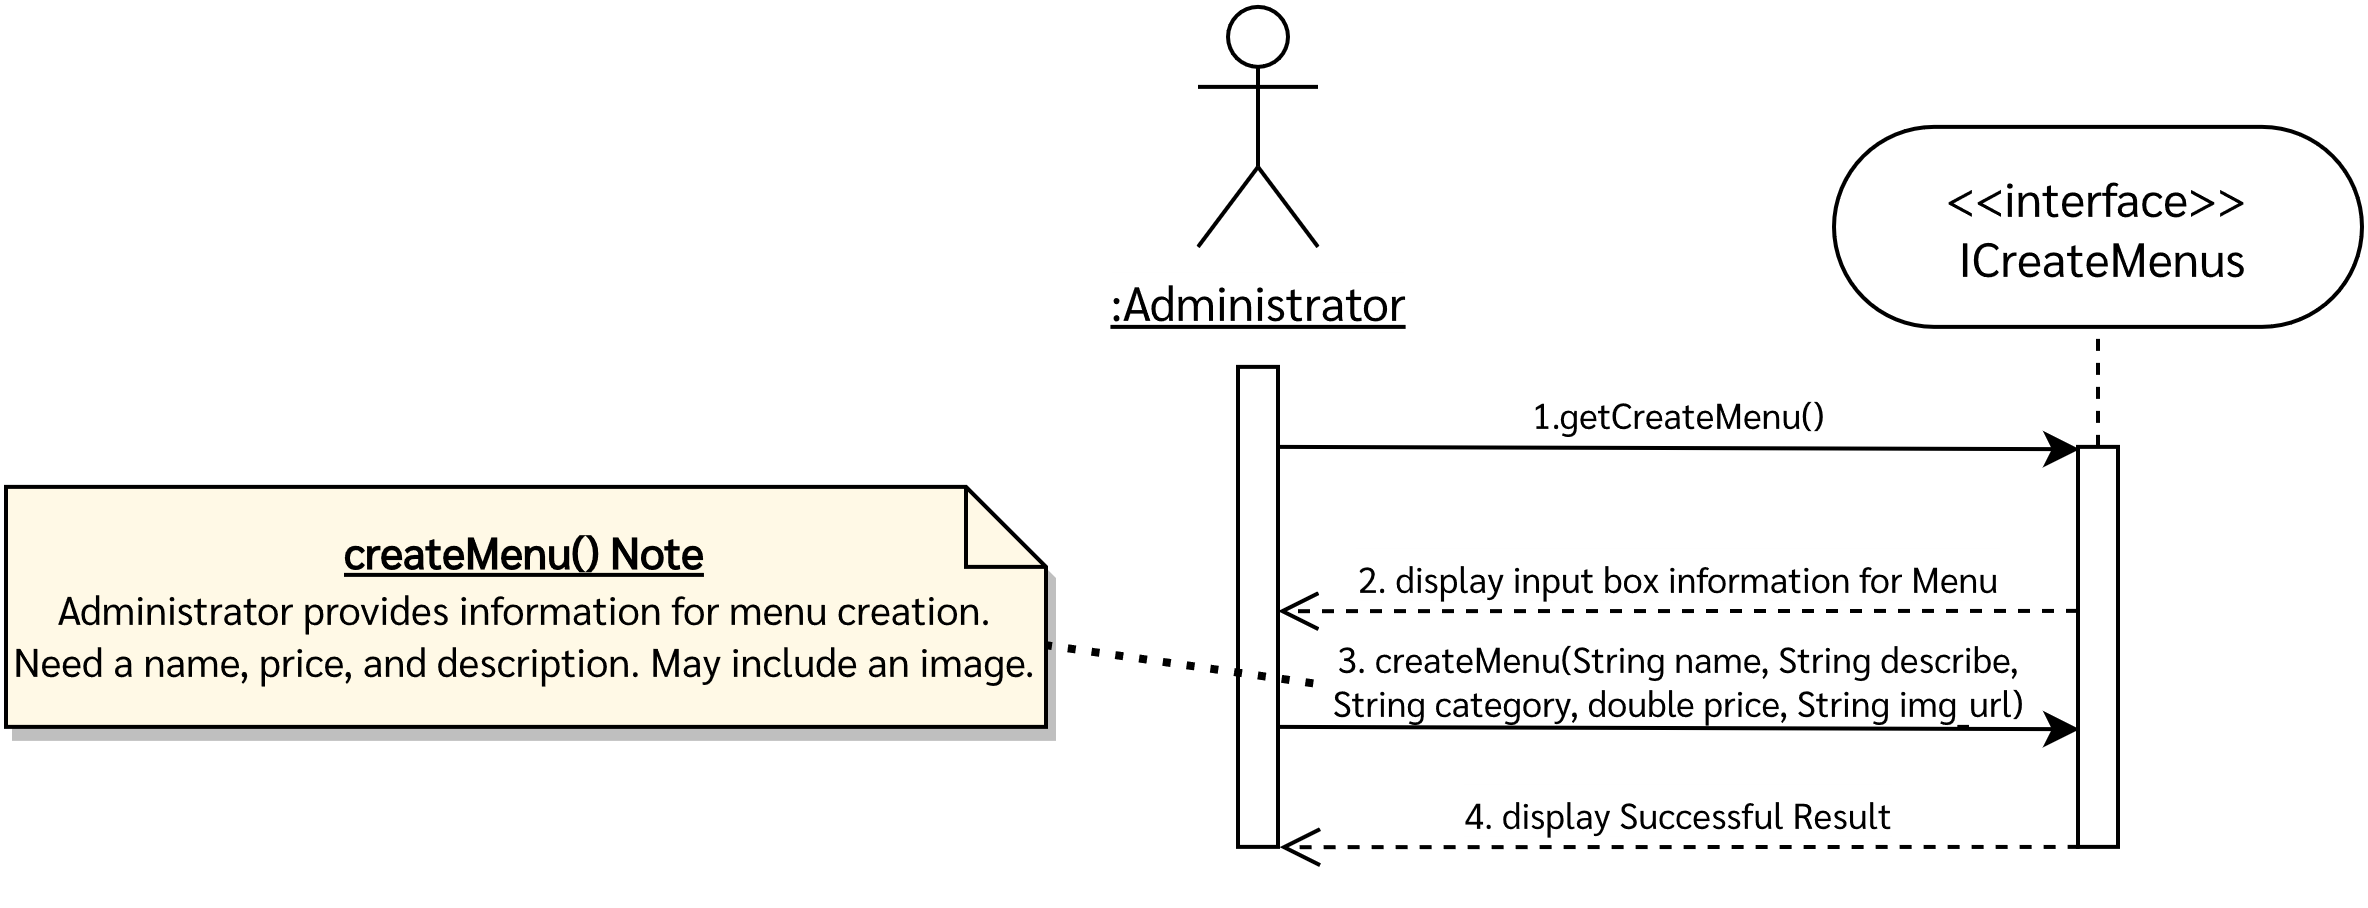 <<interface>>
ICreateMenus
:Administrator
1.getCreateMenu()
createMenu() Note
Administrator provides information for menu creation.
Need a name, price, and description. May include an image.
2. display input box information for Menu
3. createMenu(String name, String describe,
String category, double price, String img_url)
4. display Successful Result